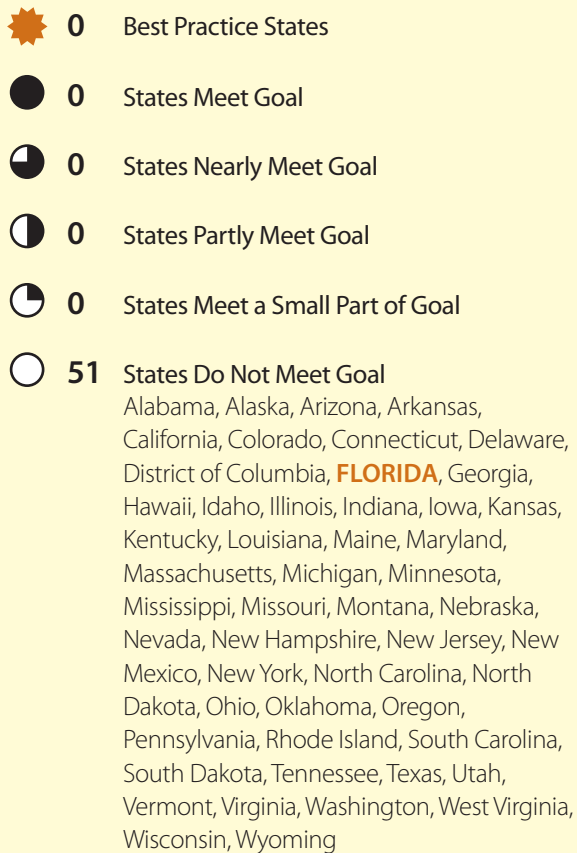 0 Best Practice States
0 States Meet Goal
0 States Nearly Meet Goal
0 States Partly Meet Goal
0 States Meet a Small Part of Goal
51 States Do Not Meet Goal
Alabama, Alaska, Arizona, Arkansas,
California, Colorado, Connecticut, Delaware,
District of Columbia, FLORIDA, Georgia,
Hawaii, Idaho, Illinois, Indiana, Iowa, Kansas,
Kentucky, Louisiana, Maine, Maryland,
Massachusetts, Michigan, Minnesota,
Mississippi, Missouri, Montana, Nebraska,
Nevada, New Hampshire, New Jersey, New
Mexico, New York, North Carolina, North
Dakota, Ohio, Oklahoma, Oregon,
Pennsylvania, Rhode Island, South Carolina,
South Dakota, Tennessee, Texas, Utah,
Vermont, Virginia, Washington, West Virginia,
Wisconsin, Wyoming